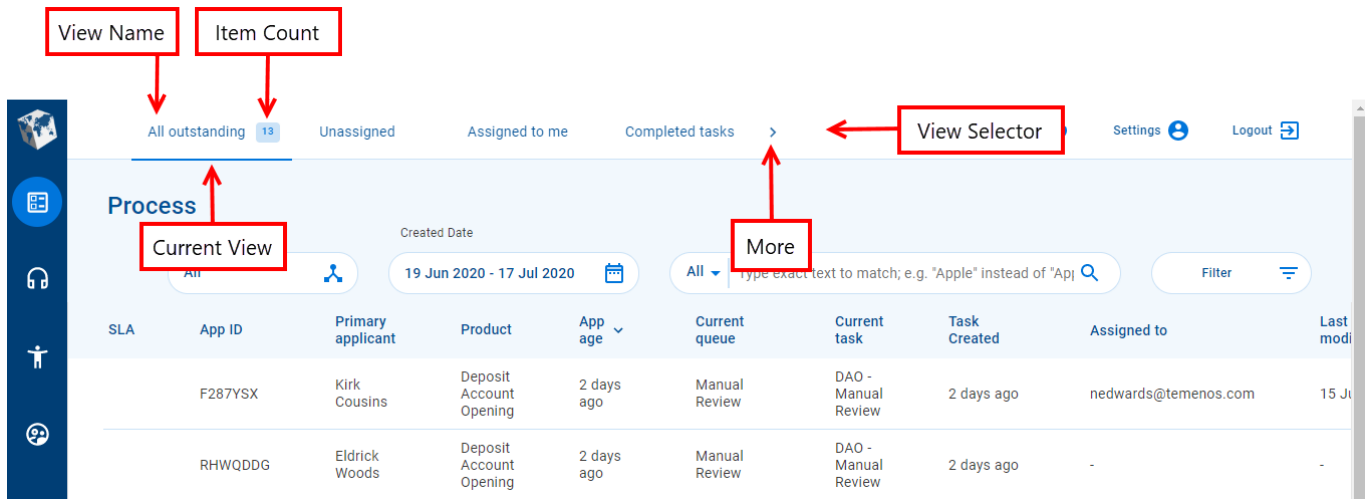 View Name
Item Count
All outstanding 13
Unassigned
Assigned to me
Completed tasks
View Selector
Settings
Logout
Process
Current View
More
Created Date
All
19 Jun 2020 - 17 Jul 2020
All
Type exact text to match; e.g. "Apple" instead of "App
Filter
SLA
App ID
Primary
applicant
Product
App
age
Current
queue
Current
task
Task
Created
Assigned to
Last
modi
F287YSX
Kirk
Cousins
Deposit
Account
Opening
2 days
ago
Manual
Review
DAO -
Manual
Review
2 days ago
nedwards@temenos.com
15 Ju
RHWQDDG
Eldrick
Woods
Deposit
Account
Opening
2 days
ago
Manual
Review
DAO -
Manual
Review
2 days ago
-
-